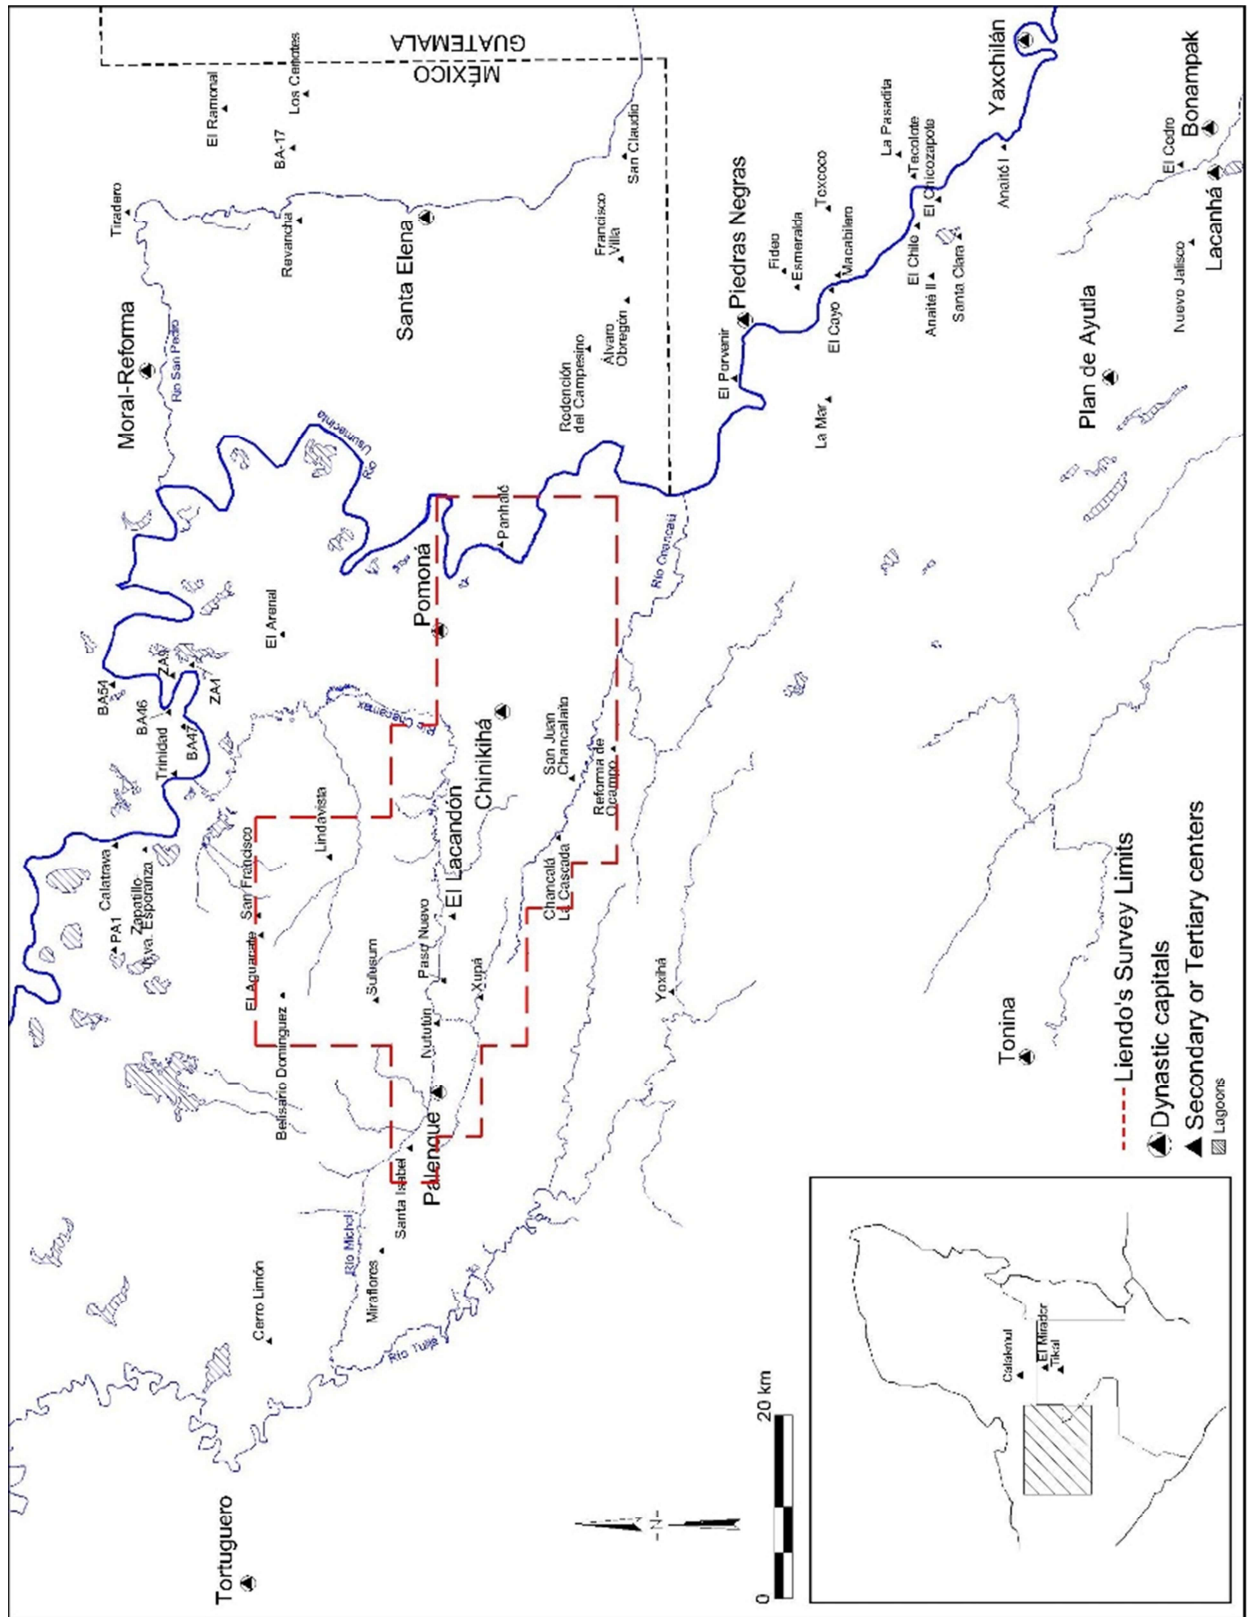 GUATEMALA
MÉXICO
El Ramonal
Los Cenotes
BA-17
Tiradero
Revancha
San Claudio
Yaxchilán
La Pasadita
Tecolote
El Chicozapote
Anaité I
El Cedro
Bonampak
Lacanhá
Nuevo Jalisco
Moral-Reforma
Río San Pedro
Santa Elena
Francisco
Villa
Álvaro
Obregón
Redención
del Campesino
Piedras Negras
Fideo
Esmeralda
Texcoco
Macabilero
El Cayo
El Chile
Anaité II
Santa Clara
El Porvenir
La Mar
Plan de Ayutla
Río
Usumacinta
Panhalé
Pomoná
El Arenal
BA54
ZA9
ZA1
BA46
BA47
Trinidad
Río Chacamax
Chinikihá
San Juan
Chancalaito
Reforma de
Ocampo
Calatrava
PA1
Zapatillo-
Nva. Esperanza
San Francisco
Lindavista
El Aguacate
Belisario Dominguez
Sulusum
Paso Nuevo
El Lacandón
Chancalá
La Cascada
Xupá
Nututún
Palenque
Santa Isabel
Yoxihá
Tonina
Río Michol
Miraflores
Cerro Limón
Río Tulijá
Tortuguero
-N-
0
20 km
Liendo's Survey Limits
Dynastic capitals
Secondary or Tertiary centers
Lagoons
Calakmul
El Mirador
Tikal